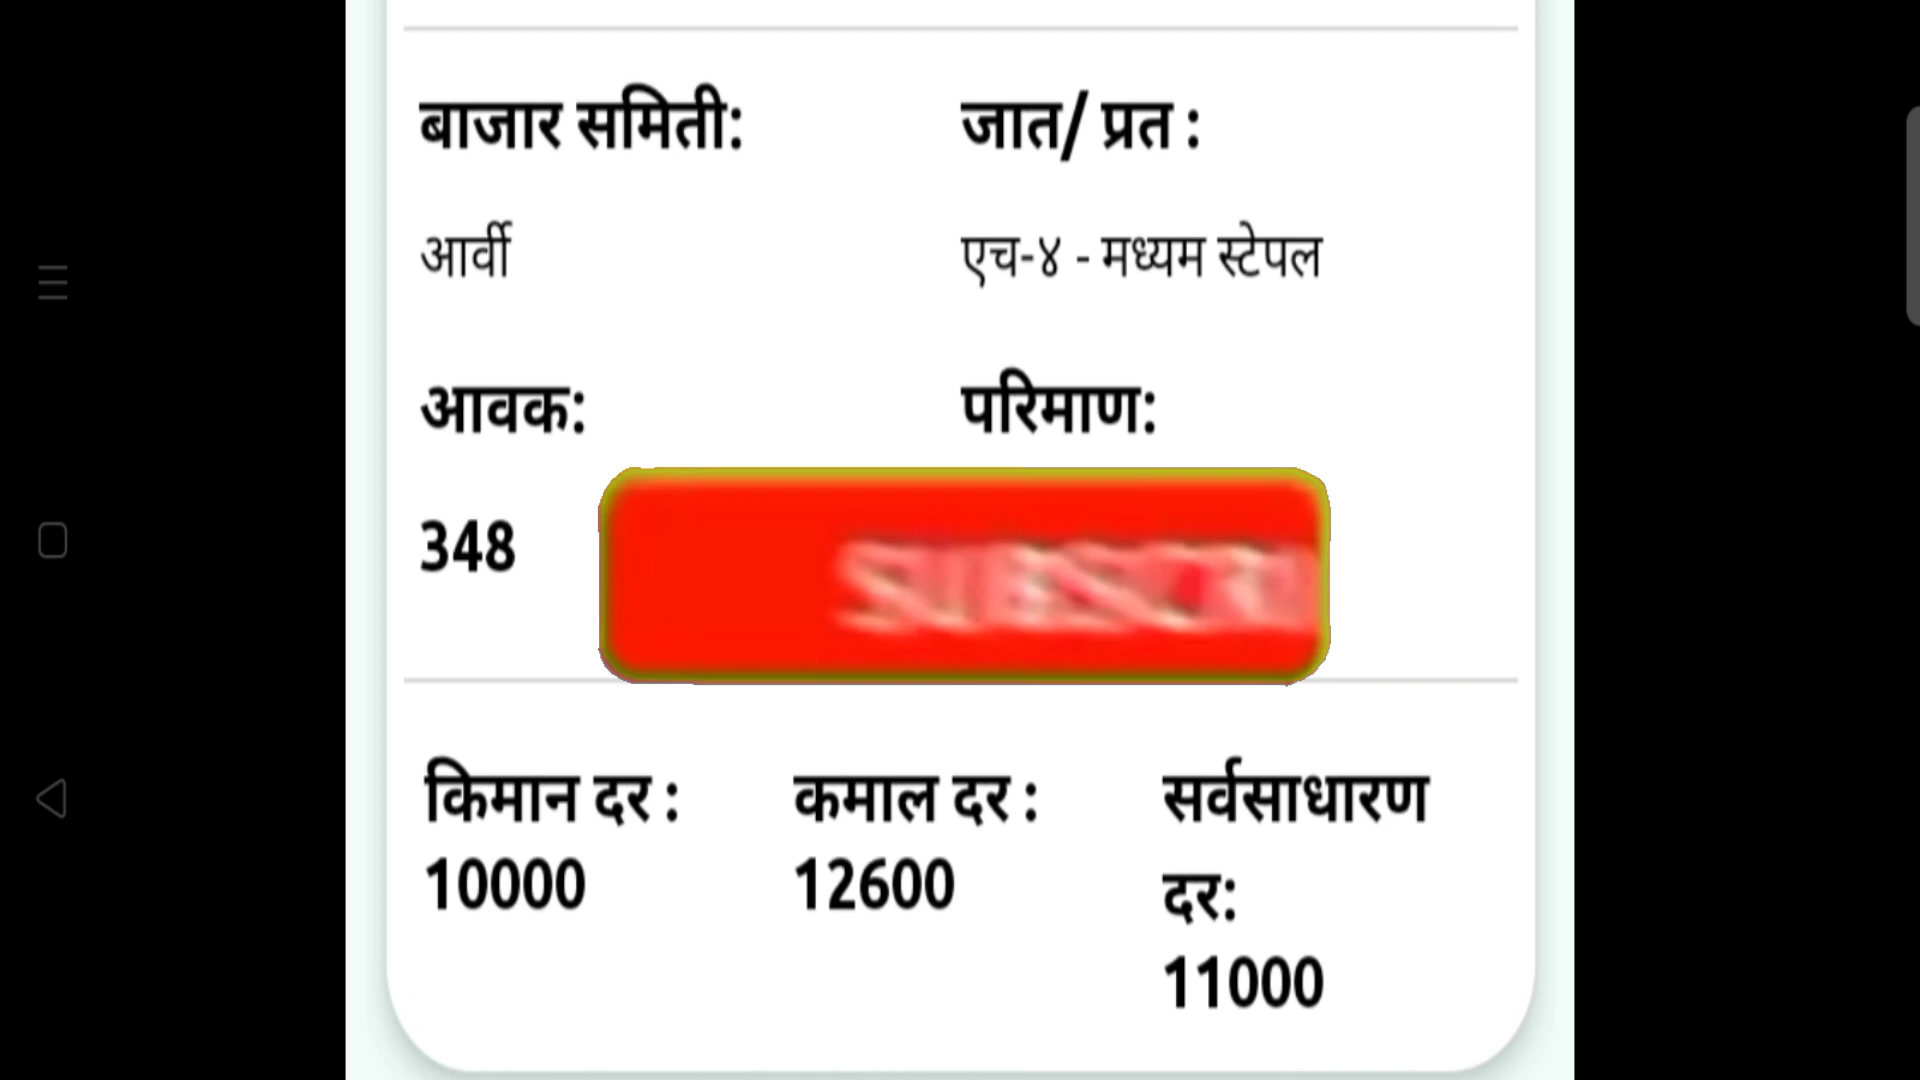 बाजार समिती: जात/ प्रत :
आर्वी एच-४ - मध्यम स्टेपल
आवक: परिमाण:
348
किमान दर : कमाल दर : सर्वसाधारण
10000 12600 दर:
11000